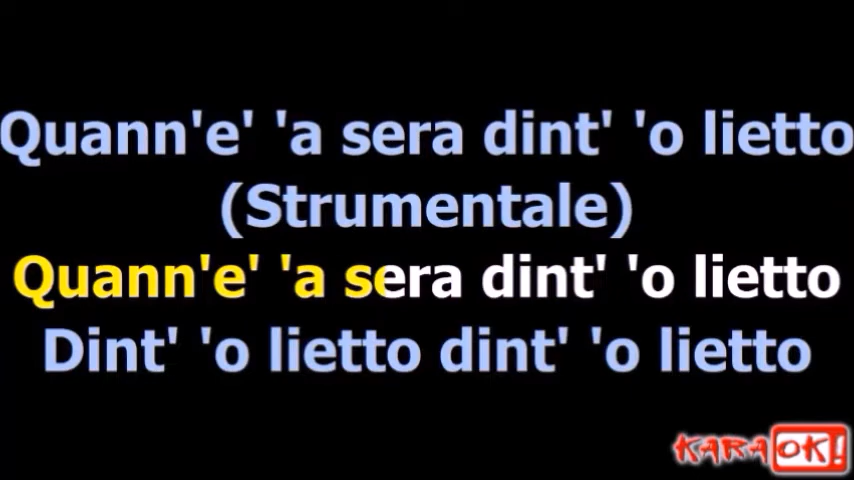 Quann'e' 'a sera dint' 'o lietto
(Strumentale)
Quann'e' 'a sera dint' 'o lietto
Dint' 'o lietto dint' 'o lietto
KARAOK!